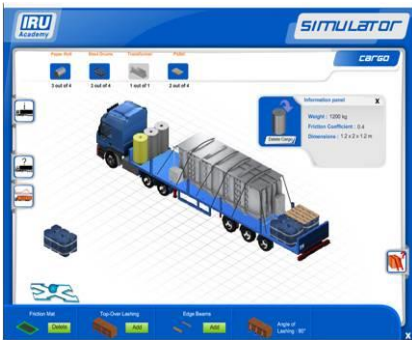 IRU
Academy
SIMULATOR
CARGO
Paper Roll Steel Drums Transformer Pallet
3 out of 4 3 out of 4 1 out of 1 2 out of 4
Information panel X
Weight : 1200 kg
Friction Coefficient : 0.4
Dimensions : 1.2 x 2 x 1.2 m
Delete Cargo
?
Friction Mat Top-Over Lashing Edge Beams
Delete Add Add
Angle of
Lashing : 90°
X